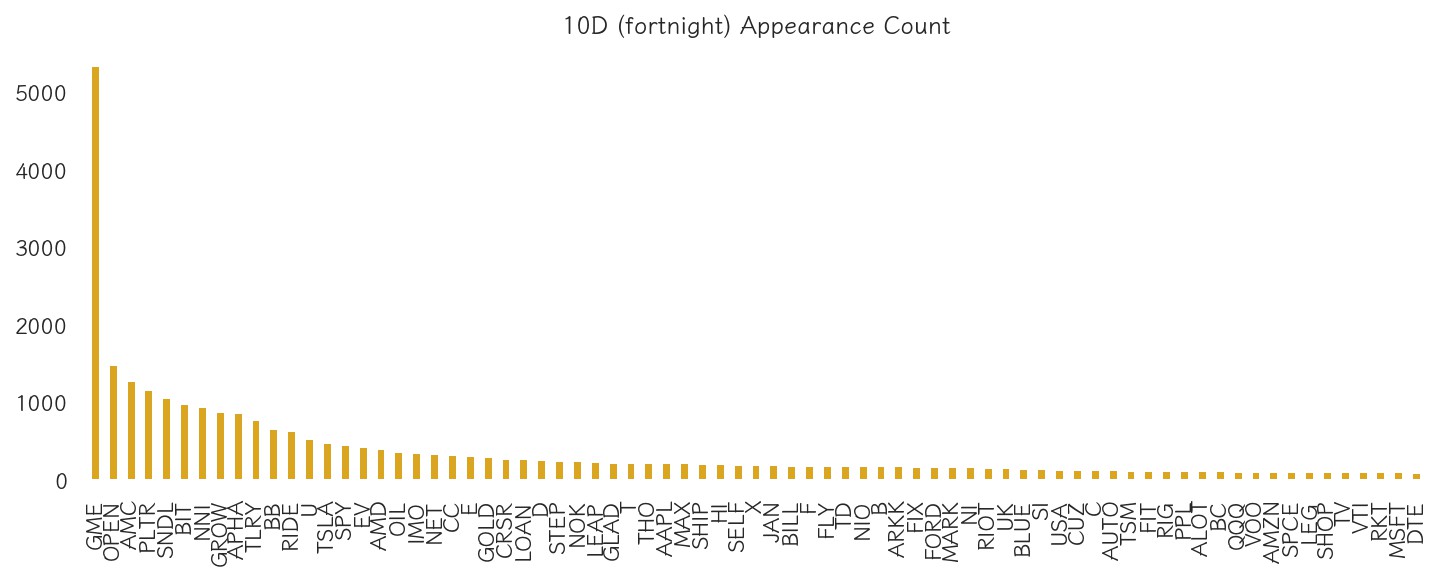 10D (fortnight) Appearance Count
5000
4000
3000
2000
1000
0
GME
OPEN
AMC
PLTR
SNDL
BIT
NNI
GROW
APHA
TLRY
BB
RIDE
U
TSLA
SPY
EV
AMD
OIL
IMO
NET
CC
E
GOLD
CRSR
LOAN
D
STEP
NOK
LEAP
GLAD
T
THO
AAPL
MAX
SHIP
HI
SELF
X
JAN
BILL
F
FLY
TD
NIO
B
ARKK
FIX
FORD
MARK
NI
RIOT
UK
BLUE
SI
USA
CUZ
C
AUTO
TSM
FIT
RIG
PPL
ALOT
BC
QQQ
VOO
AMZN
SPCE
LEG
SHOP
TV
VTI
RKT
MSFT
DTE